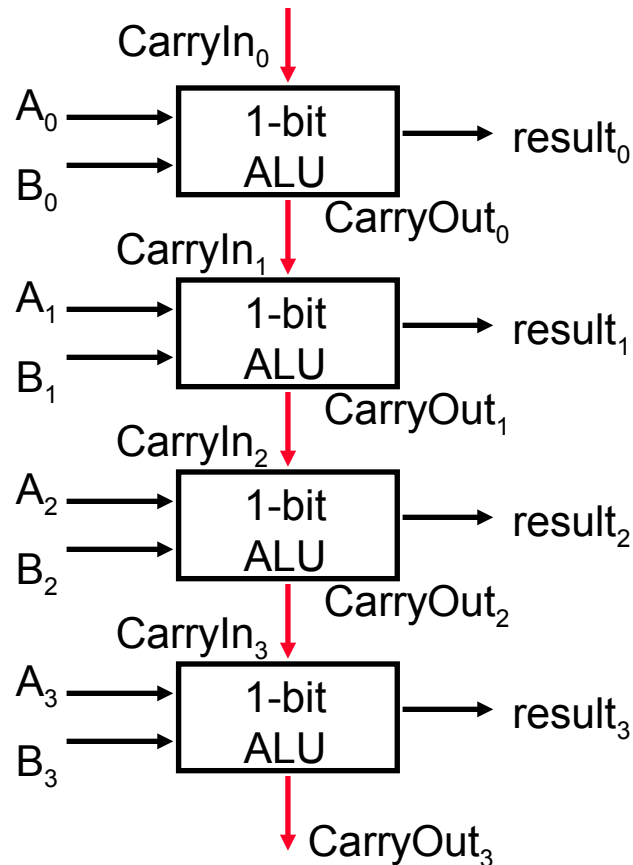 CarryIn₀
A₀
1-bit
result₀
B₀
ALU
CarryOut₀
CarryIn₁
A₁
1-bit
result₁
B₁
ALU
CarryOut₁
CarryIn₂
A₂
1-bit
result₂
B₂
ALU
CarryOut₂
CarryIn₃
A₃
1-bit
result₃
B₃
ALU
CarryOut₃